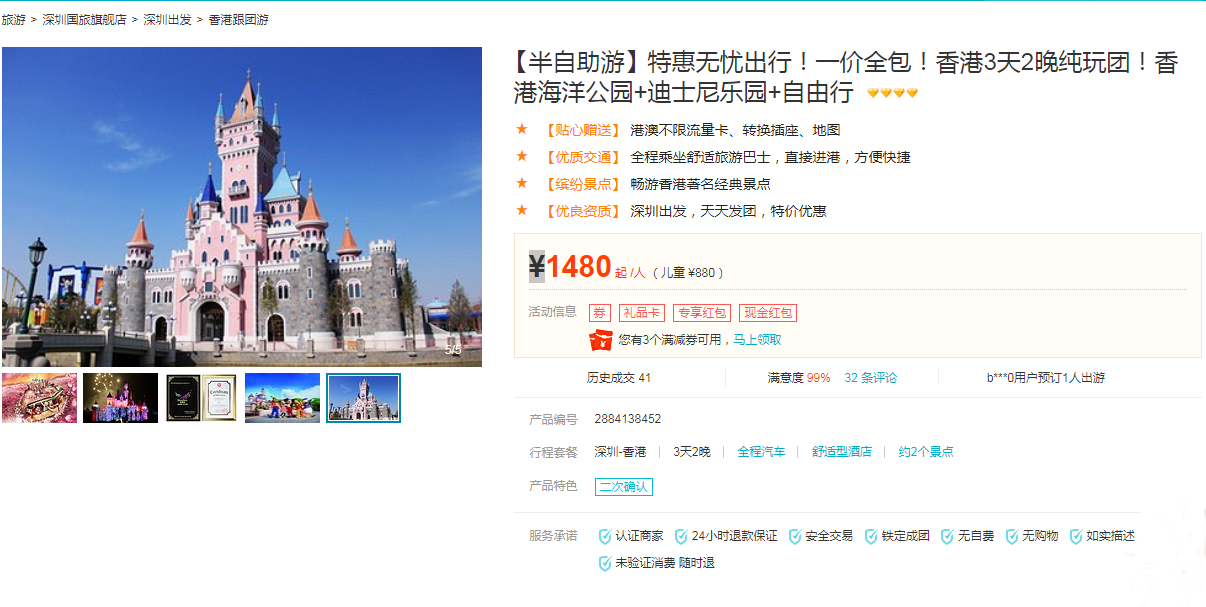 旅游 > 深圳国旅旗舰店 > 深圳出发 > 香港跟团游
【半自助游】特惠无忧出行！一价全包！香港3天2晚纯玩团！香
港海洋公园+迪士尼乐园+自由行
★ 【贴心赠送】 港澳不限流量卡、转换插座、地图
★ 【优质交通】 全程乘坐舒适旅游巴士，直接进港，方便快捷
★ 【缤纷景点】 畅游香港著名经典景点
★ 【优良资质】 深圳出发，天天发团，特价优惠
¥1480 起 /人 （ 儿童 ¥880 ）
活动信息 券 礼品卡 专享红包 现金红包
您有3个满减券可用，马上领取
5/5
历史成交 41 满意度 99% 32 条评论 b***0用户预订1人出游
产品编号 2884138452
行程套餐 深圳-香港 3天2晚 全程汽车 舒适型酒店 约2个景点
产品特色 二次确认
服务承诺 认证商家 24小时退款保证 安全交易 铁定成团 无自费 无购物 如实描述
未验证消费 随时退